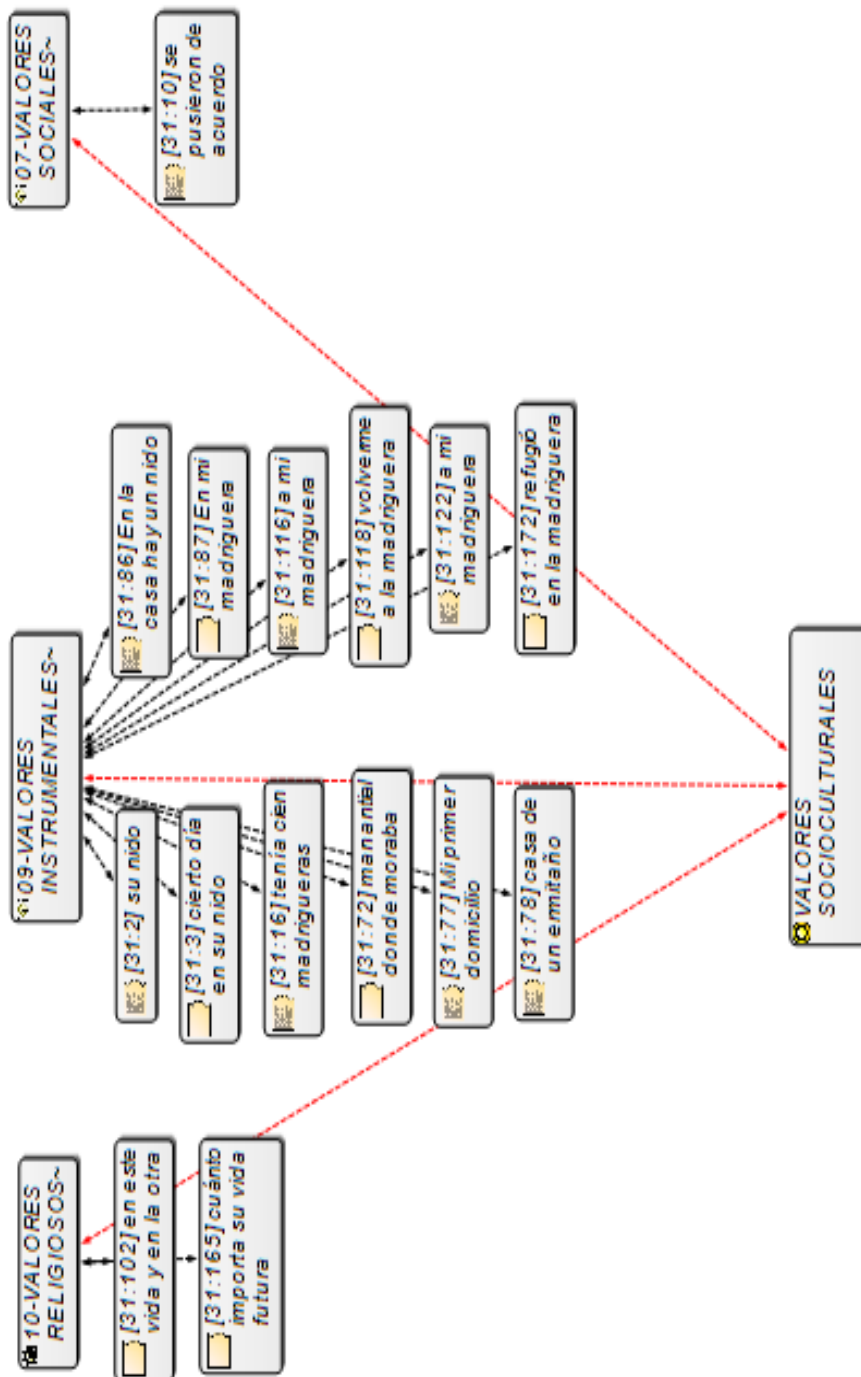 10-VALORES
RELIGIOSOS~
[31:102] en este
vida y en la otra
[31:165] cuánto
importa su vida
futura
09-VALORES
INSTRUMENTALES~
[31:2] su nido
[31:3] cierto día
en su nido
[31:16] tenía cien
madrigueras
[31:72] manantial
donde moraba
[31:77] Mi primer
domicilio
[31:78] casa de
un ermitaño
[31:86] En la
casa hay un nido
[31:87] En mi
madriguera
[31:116] a mi
madriguera
[31:118] volverme
a la madriguera
[31:122] a mi
madriguera
[31:172] refugió
en la madriguera
07-VALORES
SOCIALES~
[31:10] se
pusieron de
acuerdo
VALORES
SOCIOCULTURALES